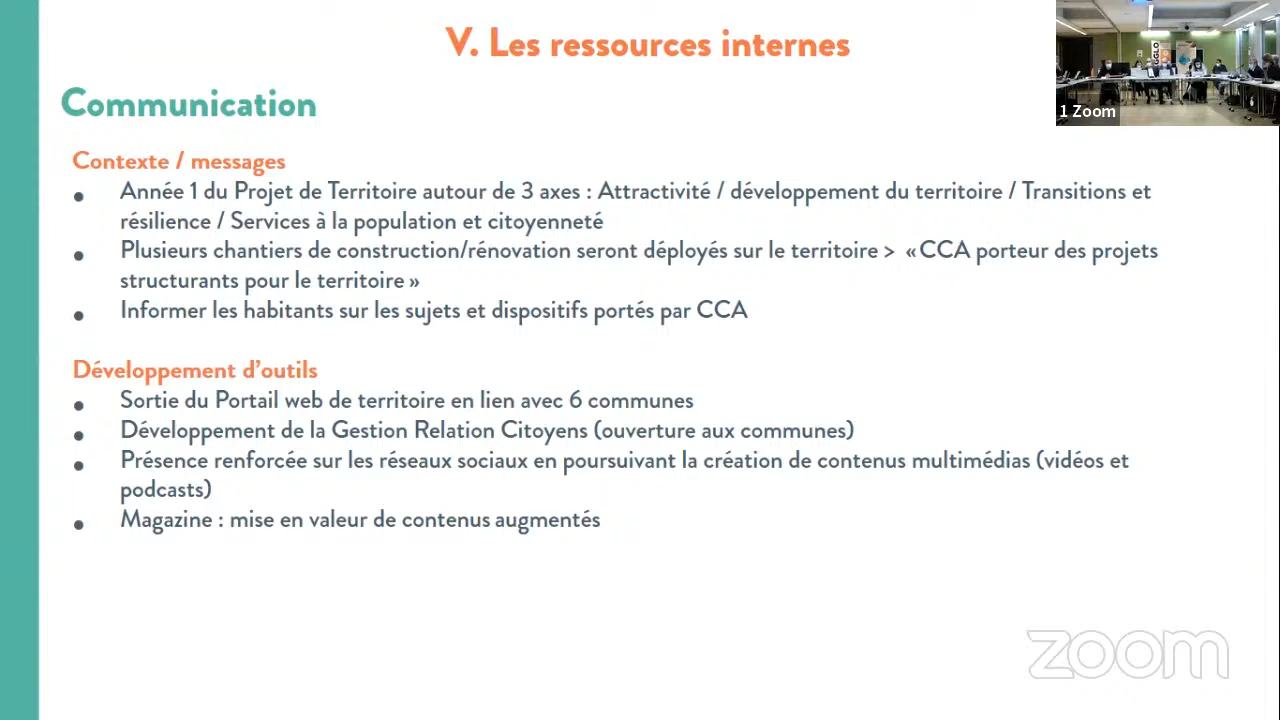 V. Les ressources internes
Communication
1 Zoom
Contexte / messages
● Année 1 du Projet de Territoire autour de 3 axes : Attractivité / développement du territoire / Transitions et
résilience / Services à la population et citoyenneté
● Plusieurs chantiers de construction/rénovation seront déployés sur le territoire > «CCA porteur des projets
structurants pour le territoire»
● Informer les habitants sur les sujets et dispositifs portés par CCA
Développement d’outils
● Sortie du Portail web de territoire en lien avec 6 communes
● Développement de la Gestion Relation Citoyens (ouverture aux communes)
● Présence renforcée sur les réseaux sociaux en poursuivant la création de contenus multimédias (vidéos et
podcasts)
● Magazine : mise en valeur de contenus augmentés
zoom